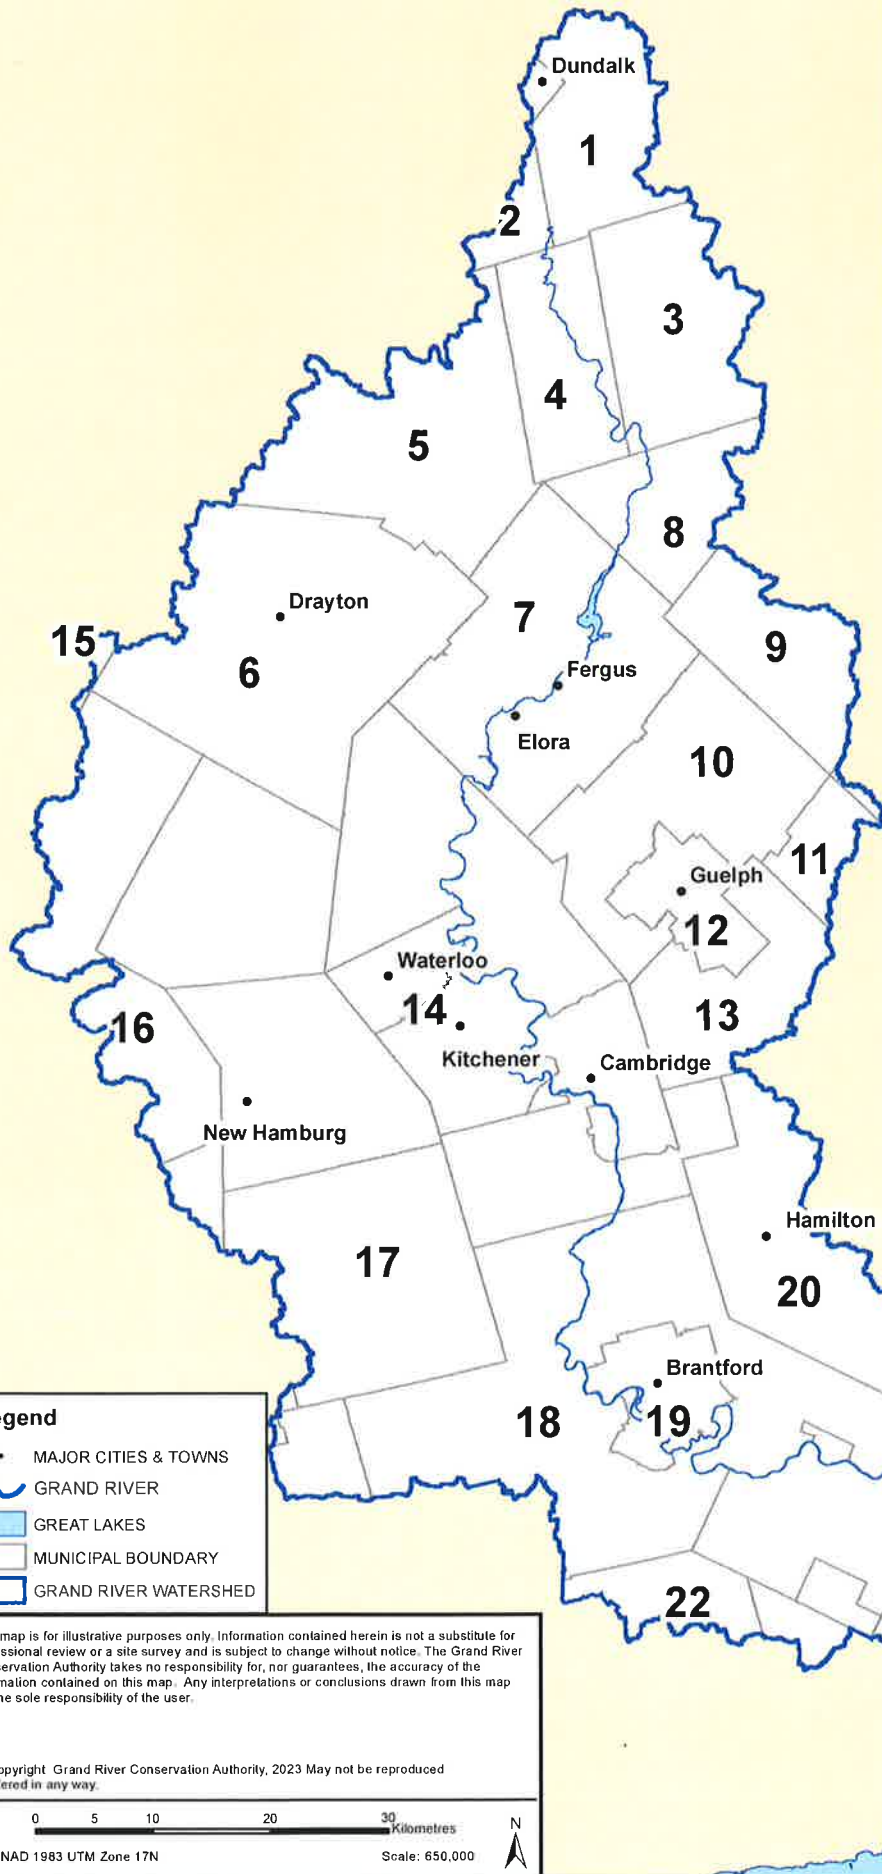 Dundalk
1
2
3
4
5
8
Drayton
7
15
9
6
Fergus
Elora
10
11
Guelph
12
Waterloo
14
13
16
Kitchener
Cambridge
New Hamburg
Hamilton
17
20
Brantford
18
19
22
egend
MAJOR CITIES & TOWNS
GRAND RIVER
GREAT LAKES
MUNICIPAL BOUNDARY
GRAND RIVER WATERSHED
map is for illustrative purposes only. Information contained herein is not a substitute for
ssional review or a site survey and is subject to change without notice. The Grand River
ervation Authority takes no responsibility for, nor guarantees, the accuracy of the
mation contained on this map. Any interpretations or conclusions drawn from this map
ne sole responsibility of the user.
opyright Grand River Conservation Authority, 2023 May not be reproduced
ered in any way.
0 5 10 20 30
Kilometres
N
NAD 1983 UTM Zone 17N Scale: 650,000